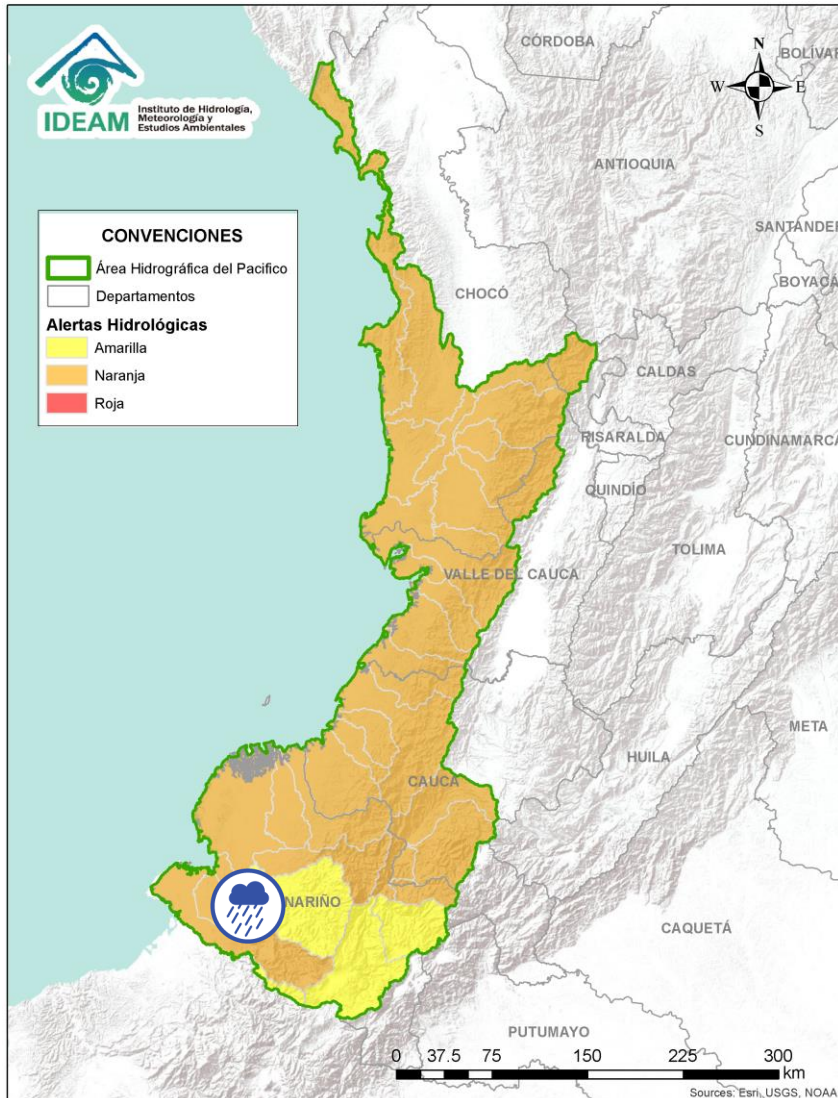 IDEAM
Instituto de Hidrología,
Meteorología y
Estudios Ambientales
CÓRDOBA
BOLÍVAR
N
W
E
S
ANTIOQUIA
CONVENCIONES
Área Hidrográfica del Pacifico
Departamentos
Alertas Hidrológicas
Amarilla
Naranja
Roja
SANTANDER
BOYACÁ
CHOCÓ
CALDAS
RISARALDA
CUNDINAMARCA
QUINDÍO
TOLIMA
VALLE DEL CAUCA
META
HUILA
CAUCA
NARIÑO
CAQUETÁ
PUTUMAYO
0 37.5 75 150 225 300
km
Sources: Esri, USGS, NOAA